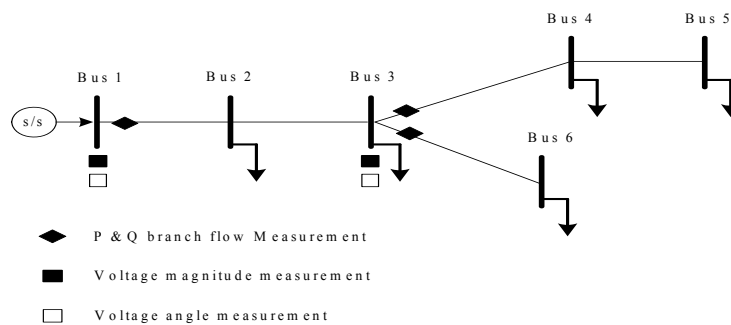 Bus 4
Bus 5
Bus 1
Bus 2
Bus 3
s/s
Bus 6
P & Q branch flow Measurement
Voltage magnitude measurement
Voltage angle measurement